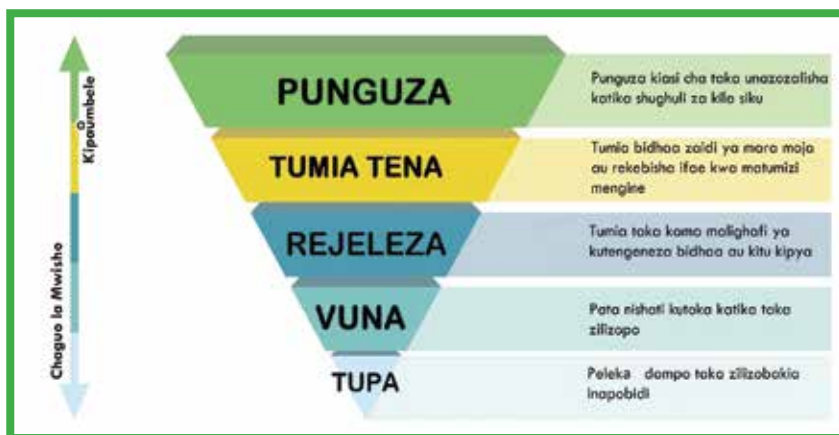 Kipaumbele
Chaguo la Mwisho
PUNGUZA
Punguza kiasi cha taka unazozalisha
katika shughuli za kila siku
TUMIA TENA
Tumia bidhaa zaidi ya mara moja
au rekebisha ifae kwa matumizi
mengine
REJELEZA
Tumia taka kama malighafi ya
kutengeneza bidhaa au kitu kipya
VUNA
Pata nishati kutoka katika taka
zilizopo
TUPA
Peleka dampo taka zilizobakia
inapobidi